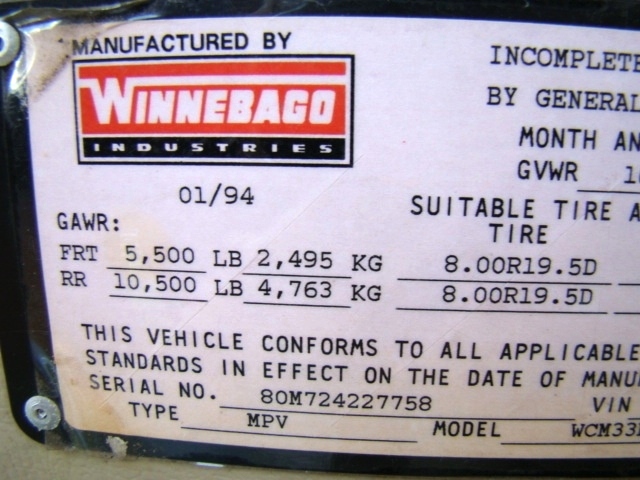 MANUFACTURED BY
WINNEBAGO
INDUSTRIES
01/94
INCOMPLETE
BY GENERAL
MONTH AN
GVWR 1
SUITABLE TIRE A
TIRE
GAWR:
FRT 5,500 LB 2,495 KG 8.00R19.5D
RR 10,500 LB 4,763 KG 8.00R19.5D
THIS VEHICLE CONFORMS TO ALL APPLICABLE
STANDARDS IN EFFECT ON THE DATE OF MANU
SERIAL NO. 80M724227758 VIN
TYPE MPV MODEL WCM33